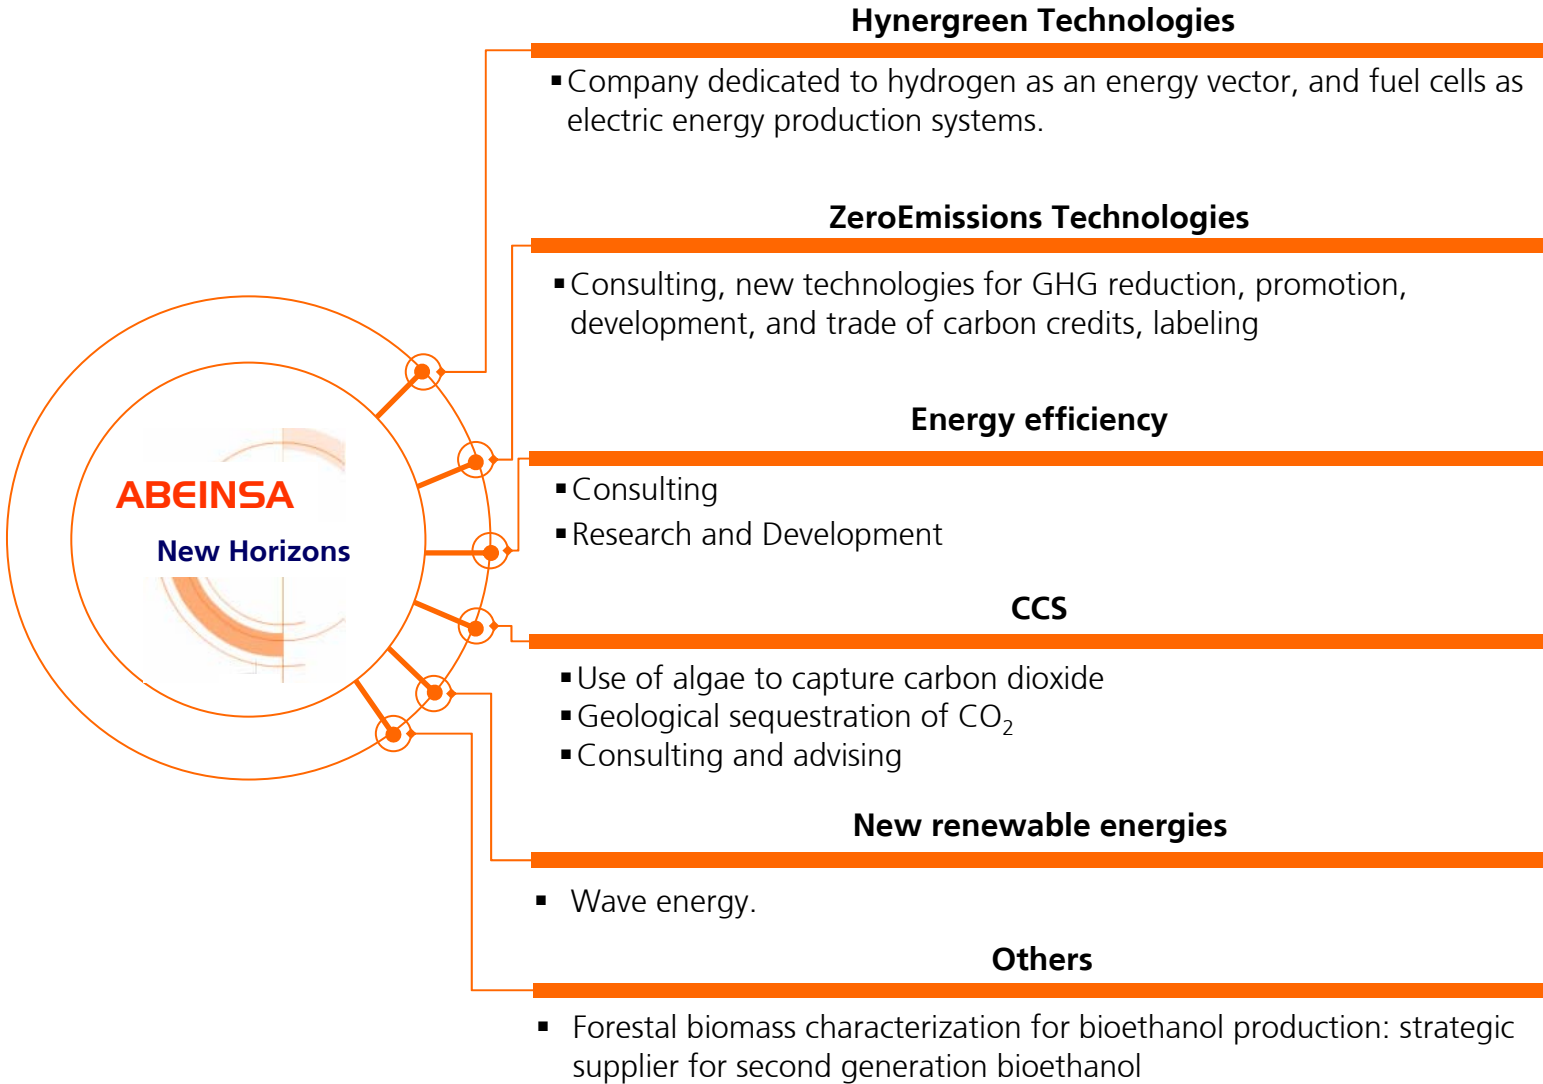 Hynergreen Technologies
▪Company dedicated to hydrogen as an energy vector, and fuel cells as
electric energy production systems.
ZeroEmissions Technologies
▪Consulting, new technologies for GHG reduction, promotion,
development, and trade of carbon credits, labeling
Energy efficiency
▪Consulting
▪Research and Development
ABEINSA
New Horizons
CCS
▪Use of algae to capture carbon dioxide
▪Geological sequestration of CO₂
▪Consulting and advising
New renewable energies
▪ Wave energy.
Others
▪ Forestal biomass characterization for bioethanol production: strategic
supplier for second generation bioethanol